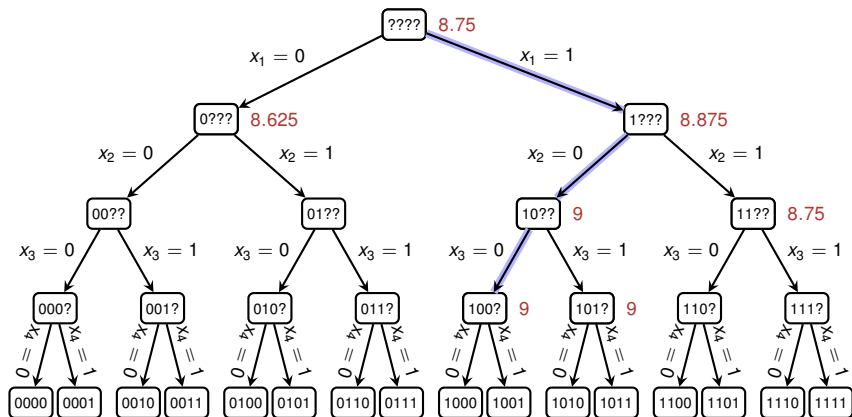 ???? 8.75
x₁ = 0 x₁ = 1
0??? 8.625 1??? 8.875
x₂ = 0 x₂ = 1 x₂ = 0 x₂ = 1
00?? 01?? 10?? 9 11?? 8.75
x₃ = 0 x₃ = 1 x₃ = 0 x₃ = 1 x₃ = 0 x₃ = 1 x₃ = 0 x₃ = 1
000? 001? 010? 011? 100? 9 101? 9 110? 111?
x₄ = 0 x₄ = 1 x₄ = 0 x₄ = 1 x₄ = 0 x₄ = 1 x₄ = 0 x₄ = 1 x₄ = 0 x₄ = 1 x₄ = 0 x₄ = 1 x₄ = 0 x₄ = 1 x₄ = 0 x₄ = 1
0000 0001 0010 0011 0100 0101 0110 0111 1000 1001 1010 1011 1100 1101 1110 1111